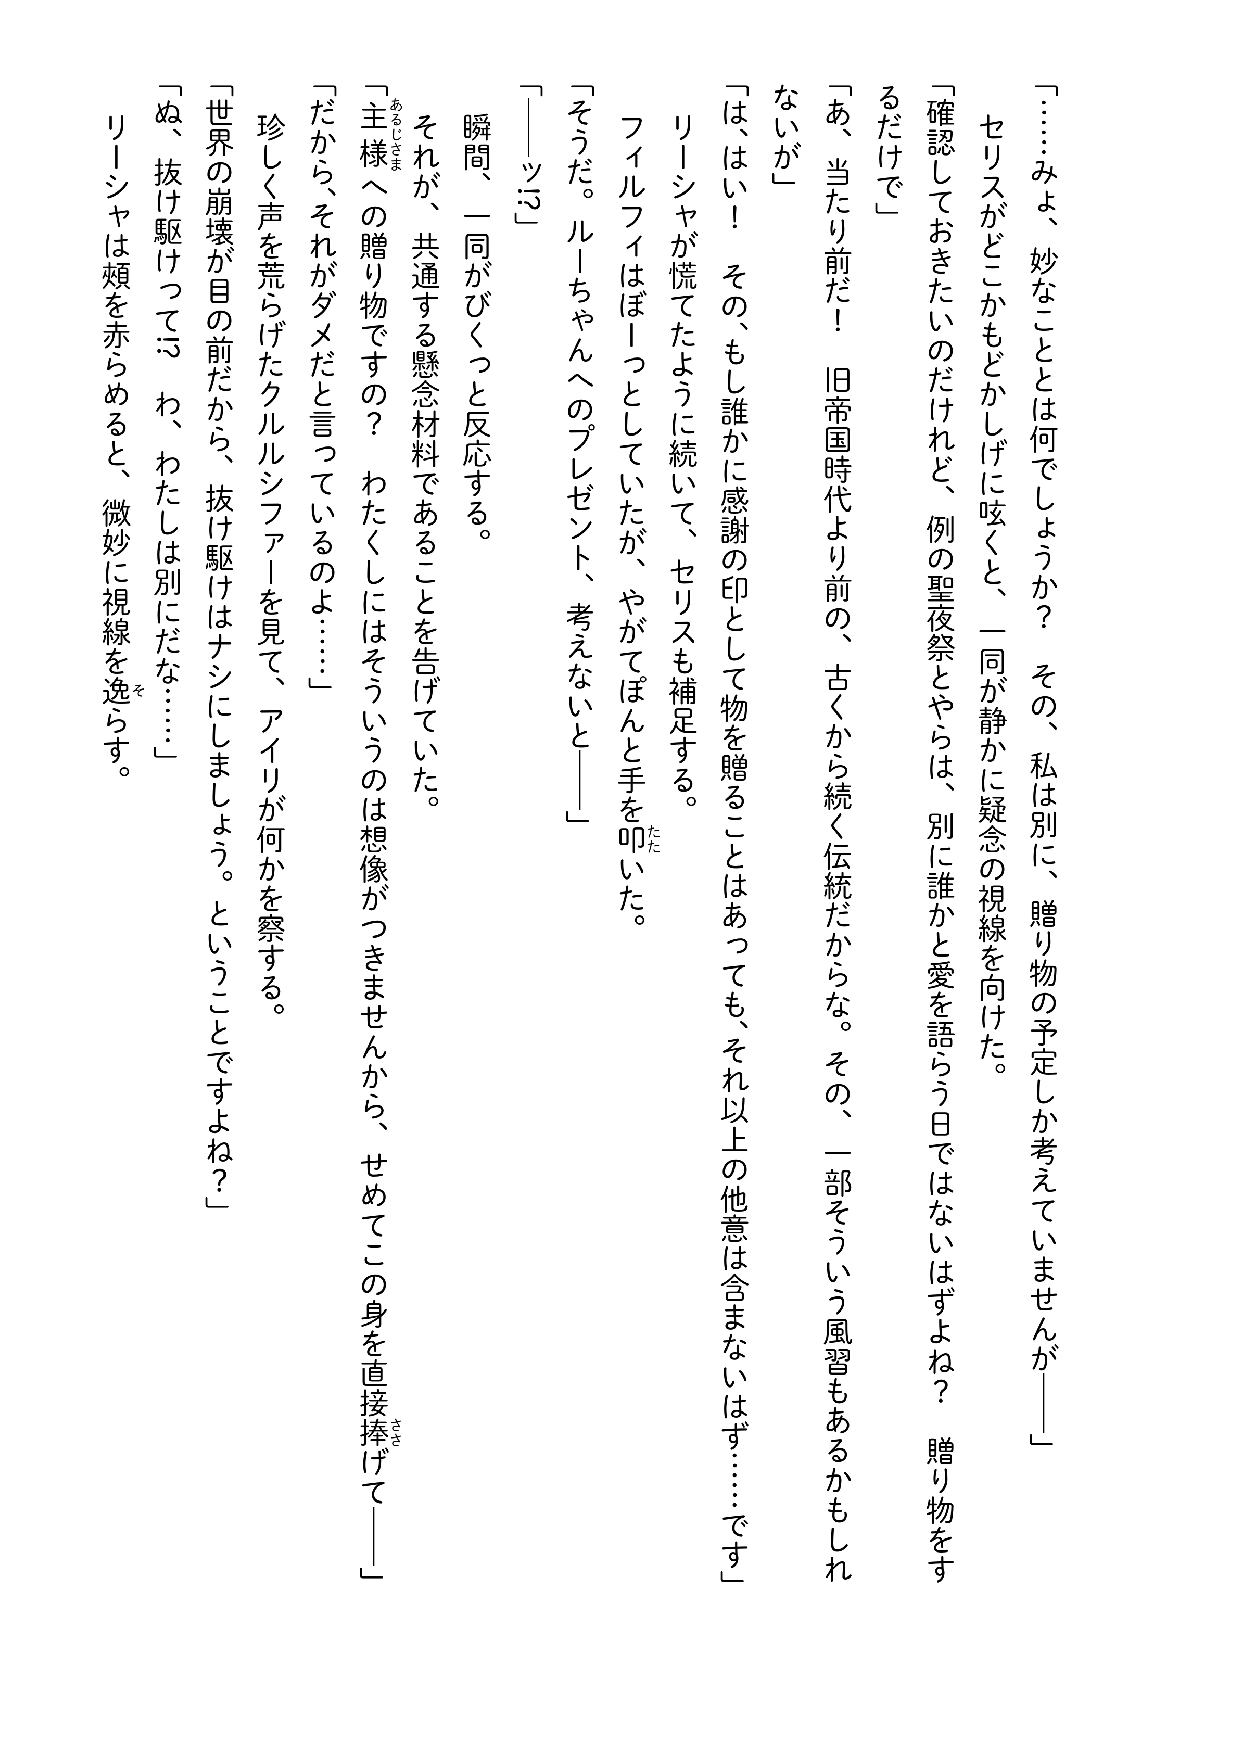 「……みょ、妙なこととは何でしょうか？　その、私は別に、贈り物の予定しか考えていませんが――」
　セリスがどこかもどかしげに呟くと、一同が静かに疑念の視線を向けた。
「確認しておきたいのだけれど、例の聖夜祭とやらは、別に誰かと愛を語らう日ではないはずよね？　贈り物をす
るだけで」
「あ、当たり前だ！　旧帝国時代より前の、古くから続く伝統だからな。その、一部そういう風習もあるかもしれ
ないが」
「は、はい！　その、もし誰かに感謝の印として物を贈ることはあっても、それ以上の他意は含まないはず……です」
　リーシャが慌てたように続いて、セリスも補足する。
　フィルフィはぼーっとしていたが、やがてぽんと手を叩いた。
「そうだ。ルーちゃんへのプレゼント、考えないと――」
「――ッ!?」
　瞬間、一同がびくっと反応する。
　それが、共通する懸念材料であることを告げていた。
「主様への贈り物ですの？　わたくしにはそういうのは想像がつきませんから、せめてこの身を直接捧げて――」
「だから、それがダメだと言っているのよ……」
　珍しく声を荒らげたクルルシファーを見て、アイリが何かを察する。
「世界の崩壊が目の前だから、抜け駆けはナシにしましょう。ということですよね？」
「ぬ、抜け駆けって!?　わ、わたしは別にだな……」
　リーシャは頬を赤らめると、微妙に視線を逸らす。